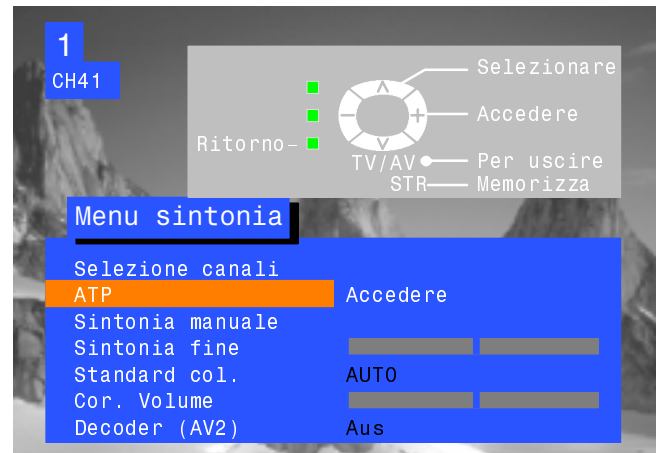 1
CH41
Selezionare
Accedere
Ritorno
TV/AV Per uscire
STR Memorizza
Menu sintonia
Selezione canali
ATP Accedere
Sintonia manuale
Sintonia fine
Standard col. AUTO
Cor. Volume
Decoder (AV2) Aus